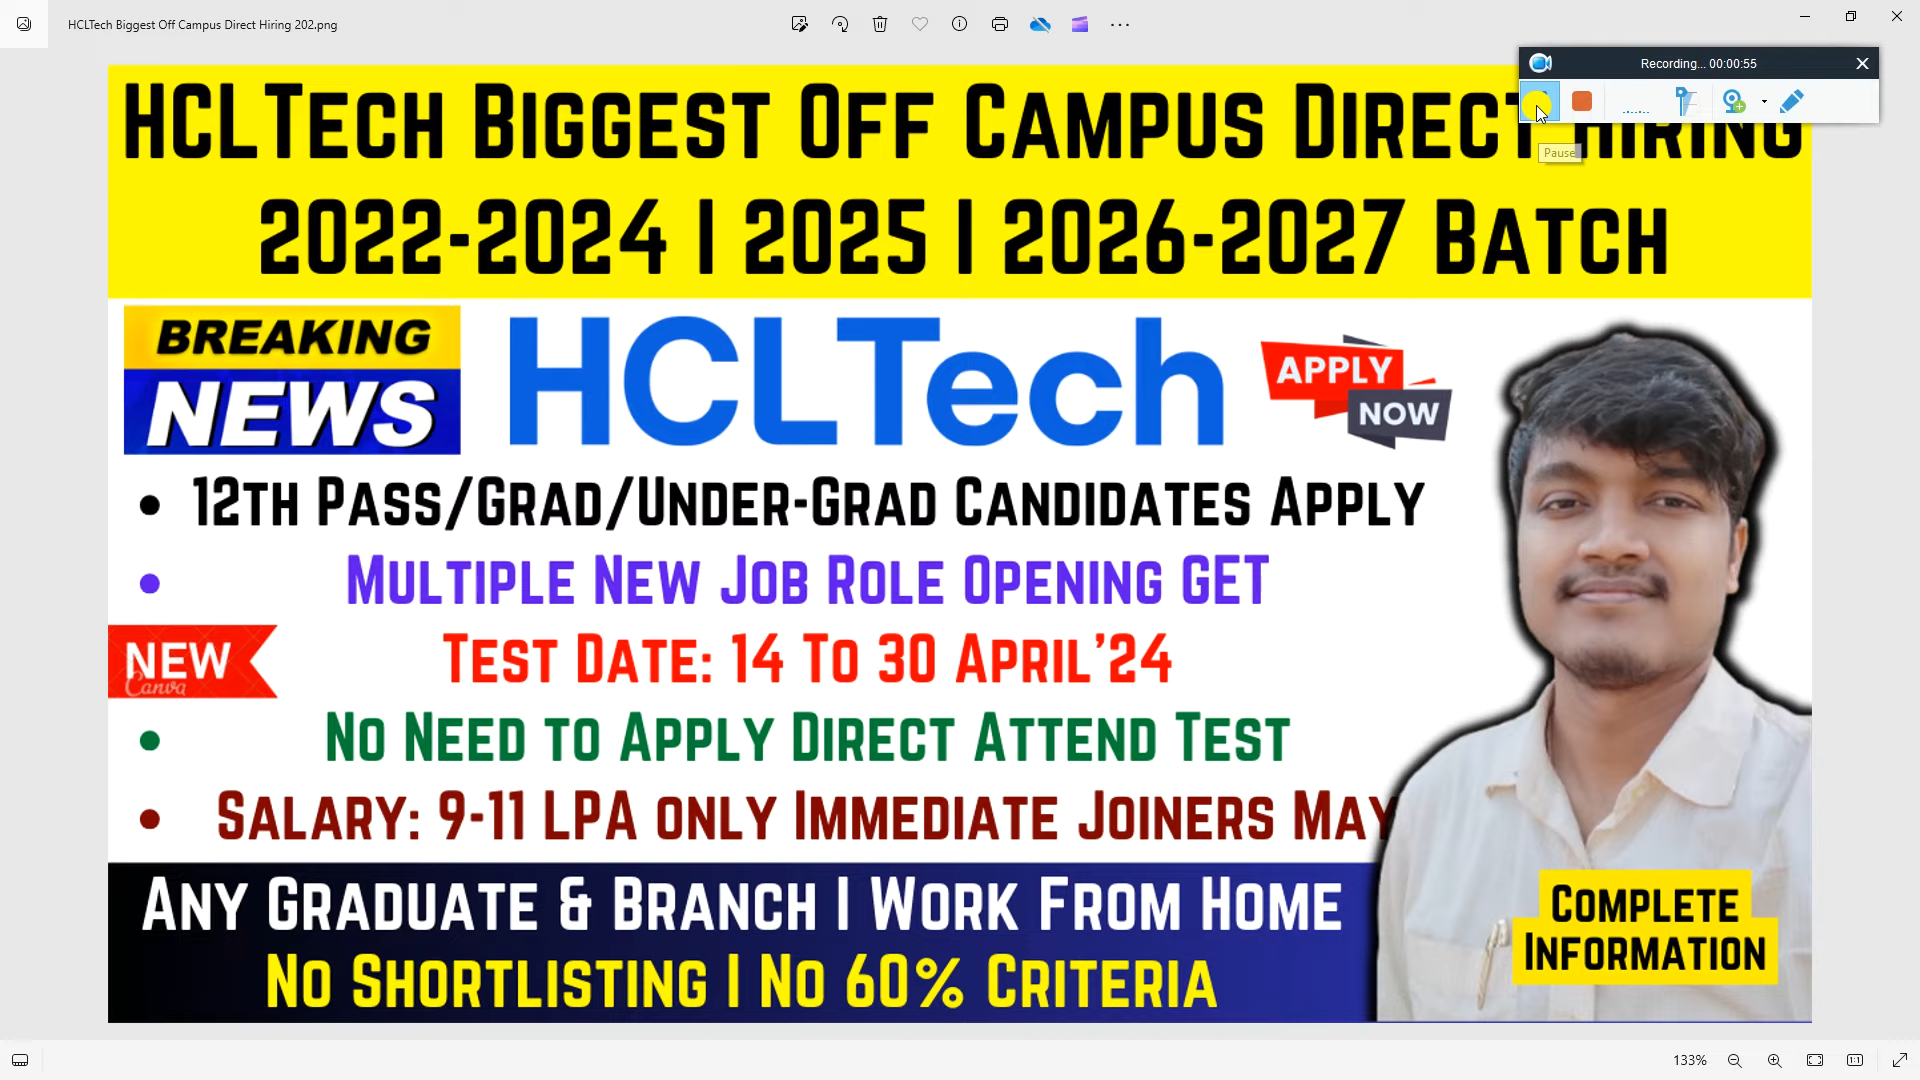 HCLTech Biggest Off Campus Direct Hiring 202.png
Recording... 00:00:55
Pause
HCLTECH BIGGEST OFF CAMPUS DIRECT HIRING
2022-2024 | 2025 | 2026-2027 BATCH
BREAKING
NEWS
HCLTech
APPLY
NOW
• 12TH PASS/GRAD/UNDER-GRAD CANDIDATES APPLY
• MULTIPLE NEW JOB ROLE OPENING GET
NEW
Canva
TEST DATE: 14 TO 30 APRIL'24
• NO NEED TO APPLY DIRECT ATTEND TEST
• SALARY: 9-11 LPA ONLY IMMEDIATE JOINERS MAY
ANY GRADUATE & BRANCH | WORK FROM HOME
NO SHORTLISTING | NO 60% CRITERIA
COMPLETE
INFORMATION
133%
1:1